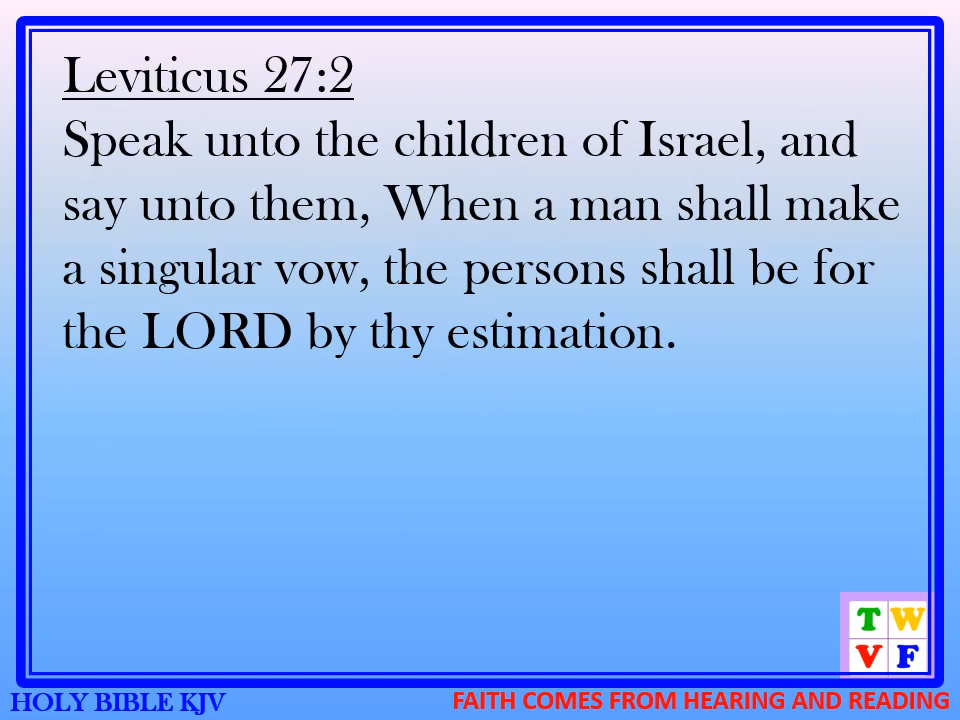 Leviticus 27:2
Speak unto the children of Israel, and
say unto them, When a man shall make
a singular vow, the persons shall be for
the LORD by thy estimation.
T W
V F
HOLY BIBLE KJV
FAITH COMES FROM HEARING AND READING